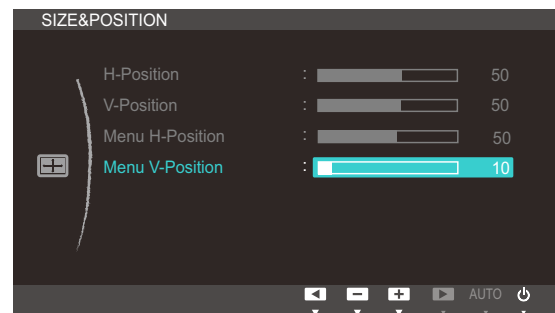 SIZE&POSITION
H-Position : 50
V-Position : 50
Menu H-Position : 50
Menu V-Position : 10
AUTO